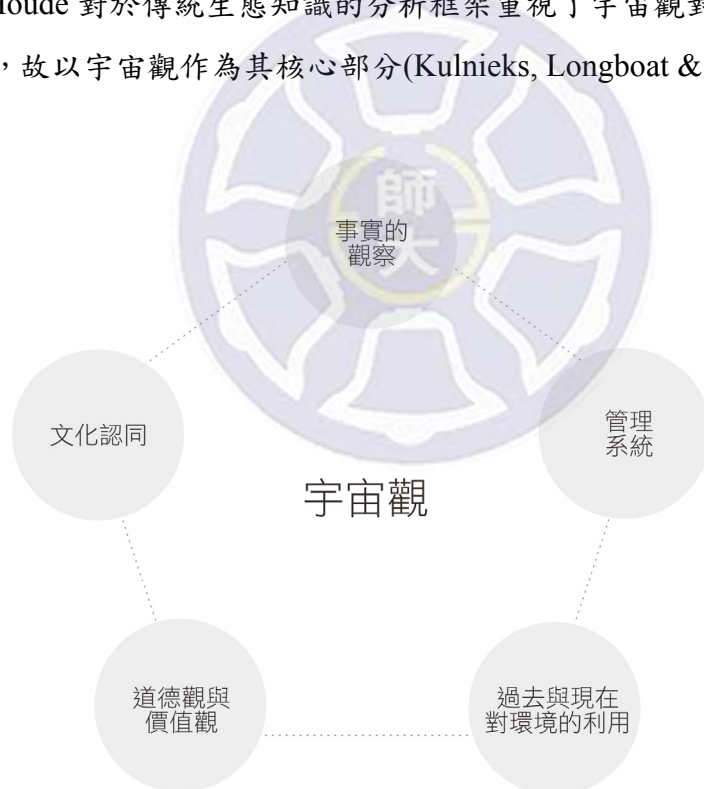 loude 對於傳統生態知識的分析框架重視了宇宙觀對
，故以宇宙觀作為其核心部分(Kulnieks, Longboat &
師
大
事實的
觀察
文化認同
管理
系統
宇宙觀
道德觀與
價值觀
過去與現在
對環境的利用